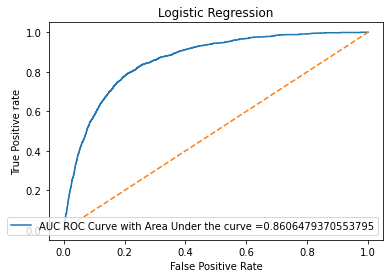 Logistic Regression
1.0
0.8
0.6
0.4
0.2
0.0
True Positive rate
AUC ROC Curve with Area Under the curve =0.8606479370553795
0.0 0.2 0.4 0.6 0.8 1.0
False Positive Rate